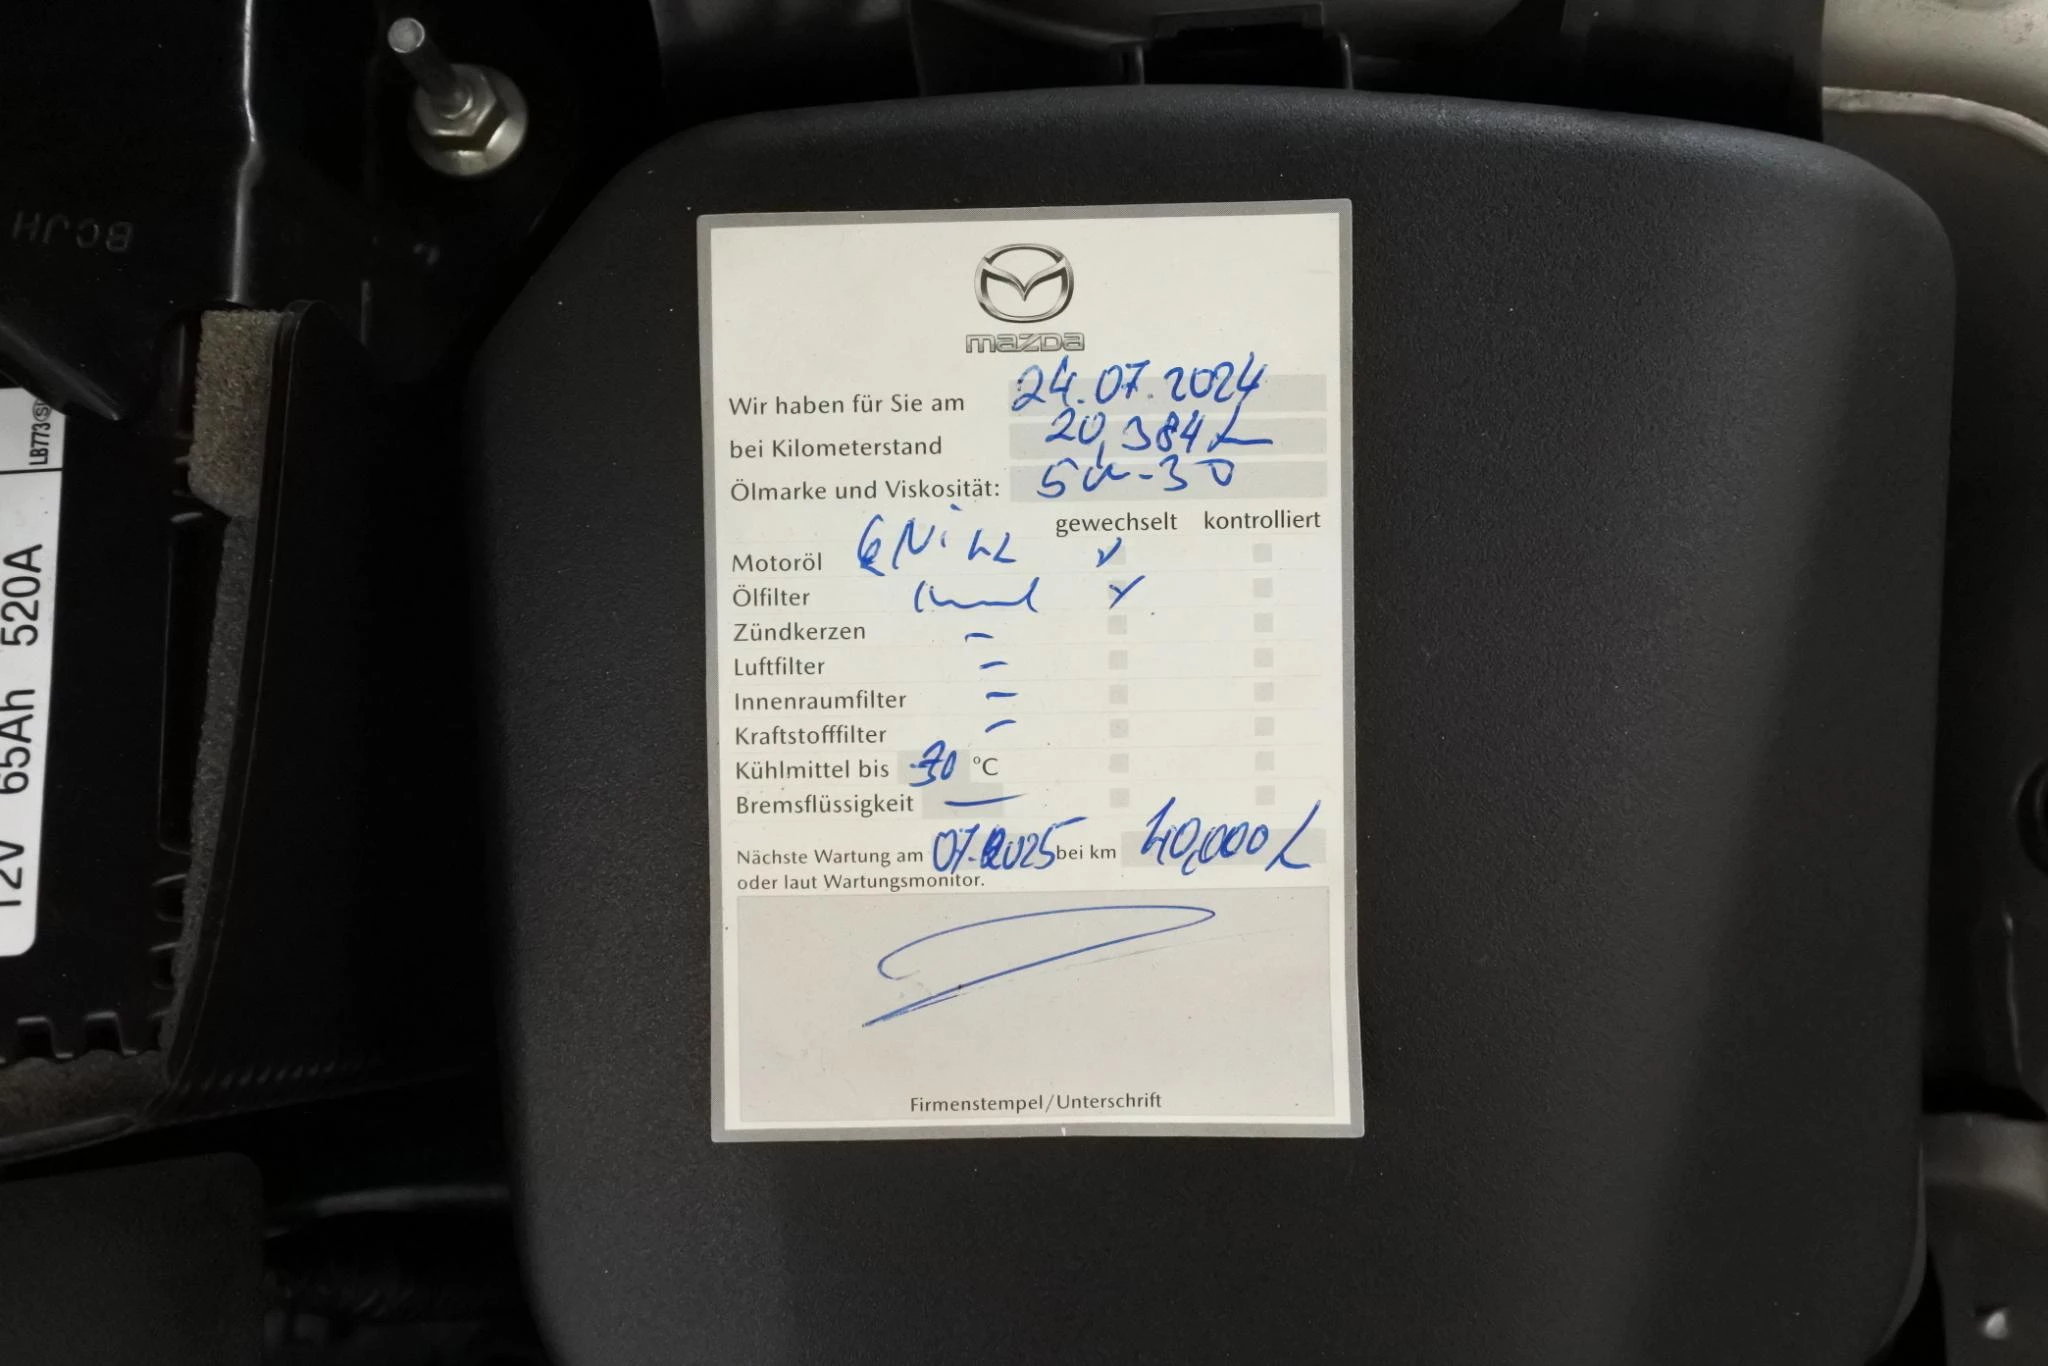 BCJH
LB773(S)
12V 65Ah 520A
mazda
Wir haben für Sie am 24.07.2024
bei Kilometerstand 20,384
Ölmarke und Viskosität: 5W-30
gewechselt kontrolliert
Motoröl
Ölfilter
Zündkerzen –
Luftfilter –
Innenraumfilter –
Kraftstofffilter –
Kühlmittel bis -30 °C
Bremsflüssigkeit –
Nächste Wartung am 07.2025 bei km 40,000
oder laut Wartungsmonitor.
Firmenstempel/Unterschrift